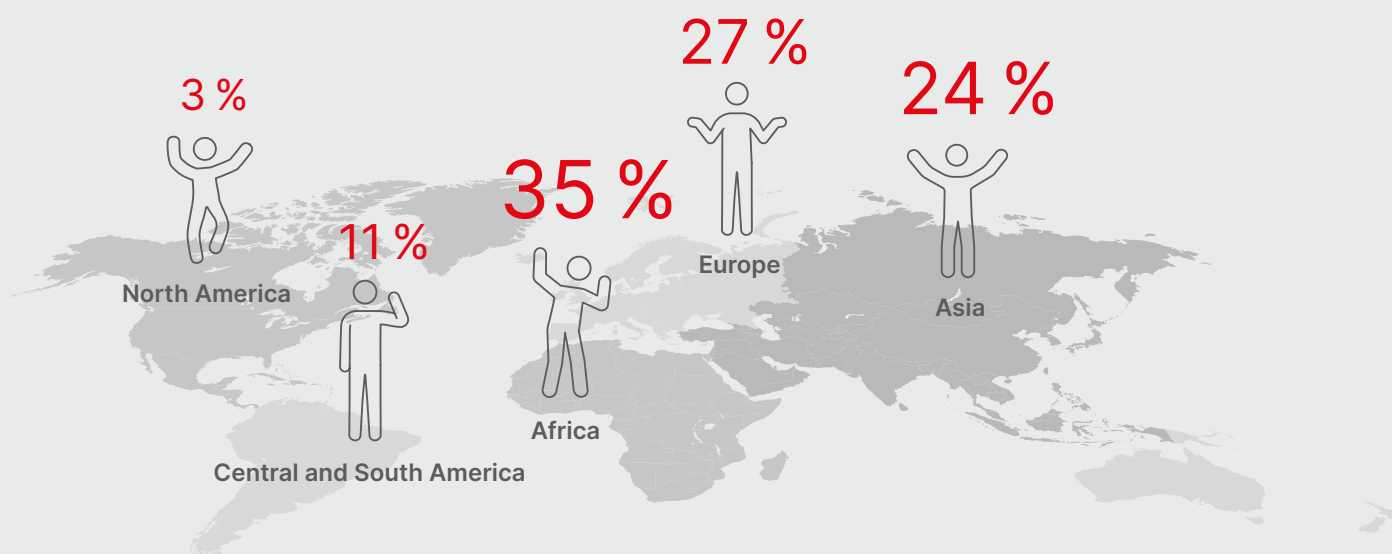 3 %
North America
11 %
Central and South America
35 %
Africa
27 %
Europe
24 %
Asia